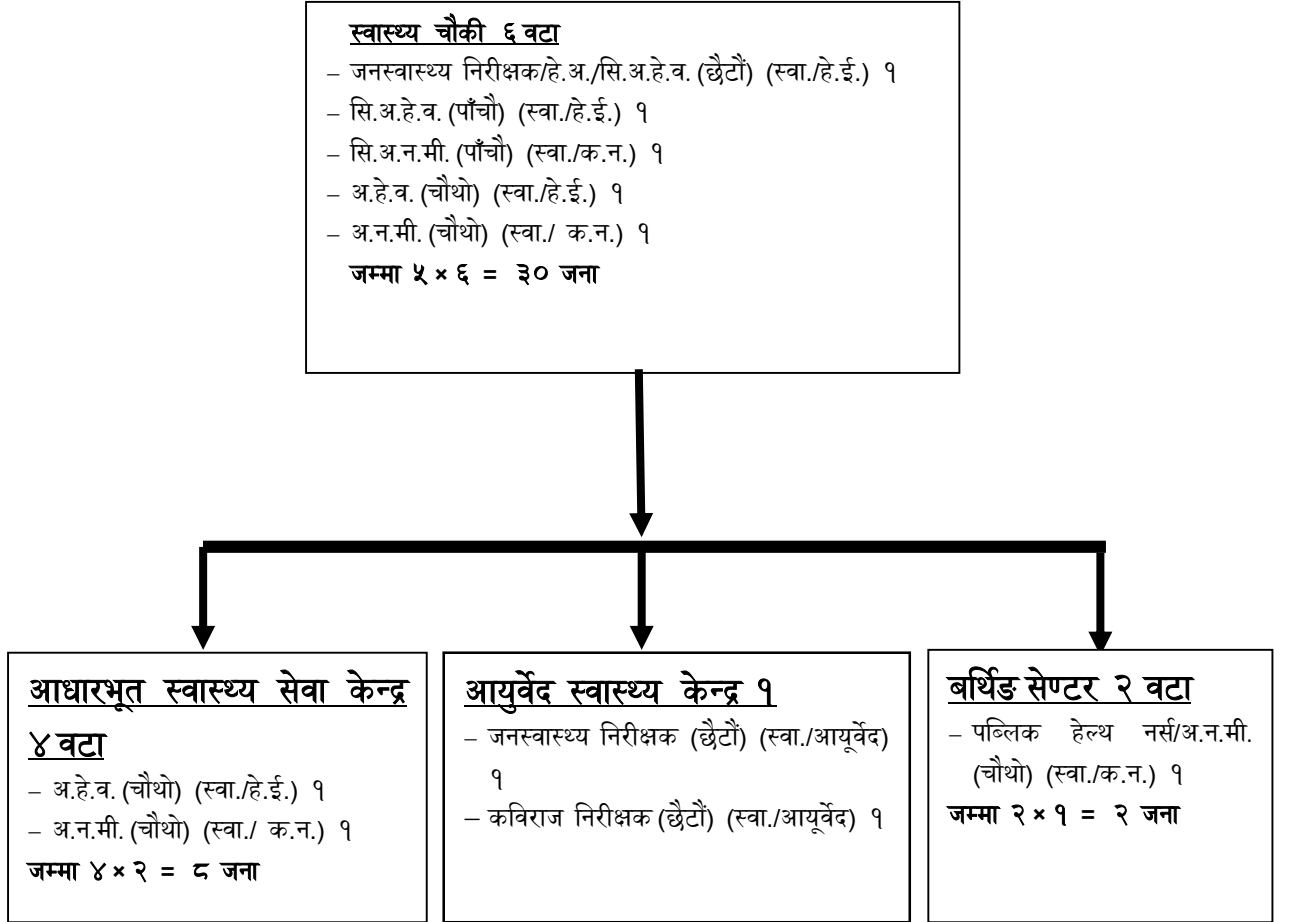 स्वास्थ्य चौकी ६ वटा
– जनस्वास्थ्य निरीक्षक/हे.अ./सि.अ.हे.व. (छैटौं) (स्वा./हे.ई.) १
– सि.अ.हे.व. (पाँचौ) (स्वा./हे.ई.) १
– सि.अ.न.मी. (पाँचौ) (स्वा./क.न.) १
– अ.हे.व. (चौथो) (स्वा./हे.ई.) १
– अ.न.मी. (चौथो) (स्वा./ क.न.) १
जम्मा ५ × ६ = ३० जना
आधारभूत स्वास्थ्य सेवा केन्द्र
४ वटा
– अ.हे.व. (चौथो) (स्वा./हे.ई.) १
– अ.न.मी. (चौथो) (स्वा./ क.न.) १
जम्मा ४ × २ = ८ जना
आयुर्वेद स्वास्थ्य केन्द्र १
– जनस्वास्थ्य निरीक्षक (छैटौं) (स्वा./आयूर्वेद)
१
– कविराज निरीक्षक (छैटौं) (स्वा./आयूर्वेद) १
बर्थिङ सेण्टर २ वटा
– पब्लिक हेल्थ नर्स/अ.न.मी.
(चौथो) (स्वा./क.न.) १
जम्मा २ × १ = २ जना